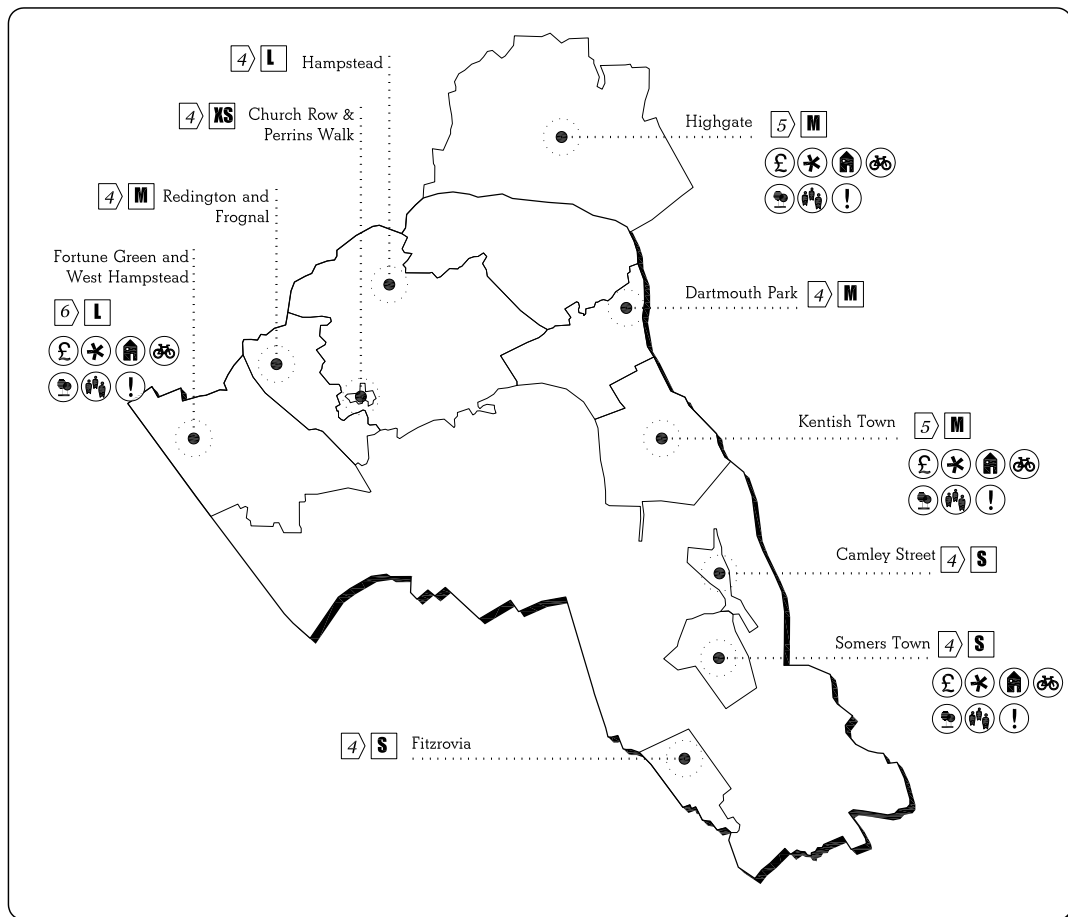 4 L Hampstead
4 XS Church Row &
Perrins Walk
Highgate 5 M
£
!
4 M Redington and
Frognal
Fortune Green and
West Hampstead
6 L
£
!
Dartmouth Park 4 M
Kentish Town 5 M
£
!
Camley Street 4 S
Somers Town 4 S
£
!
4 S Fitzrovia